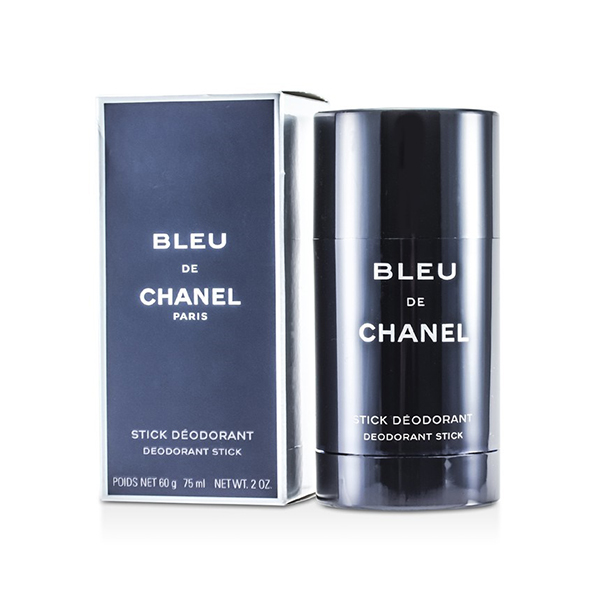 BLEU
DE
CHANEL
PARIS
STICK DÉODORANT
DEODORANT STICK
POIDS NET 60 g 75 ml NET WT. 2 OZ.
BLEU
DE
CHANEL
STICK DÉODORANT
DEODORANT STICK